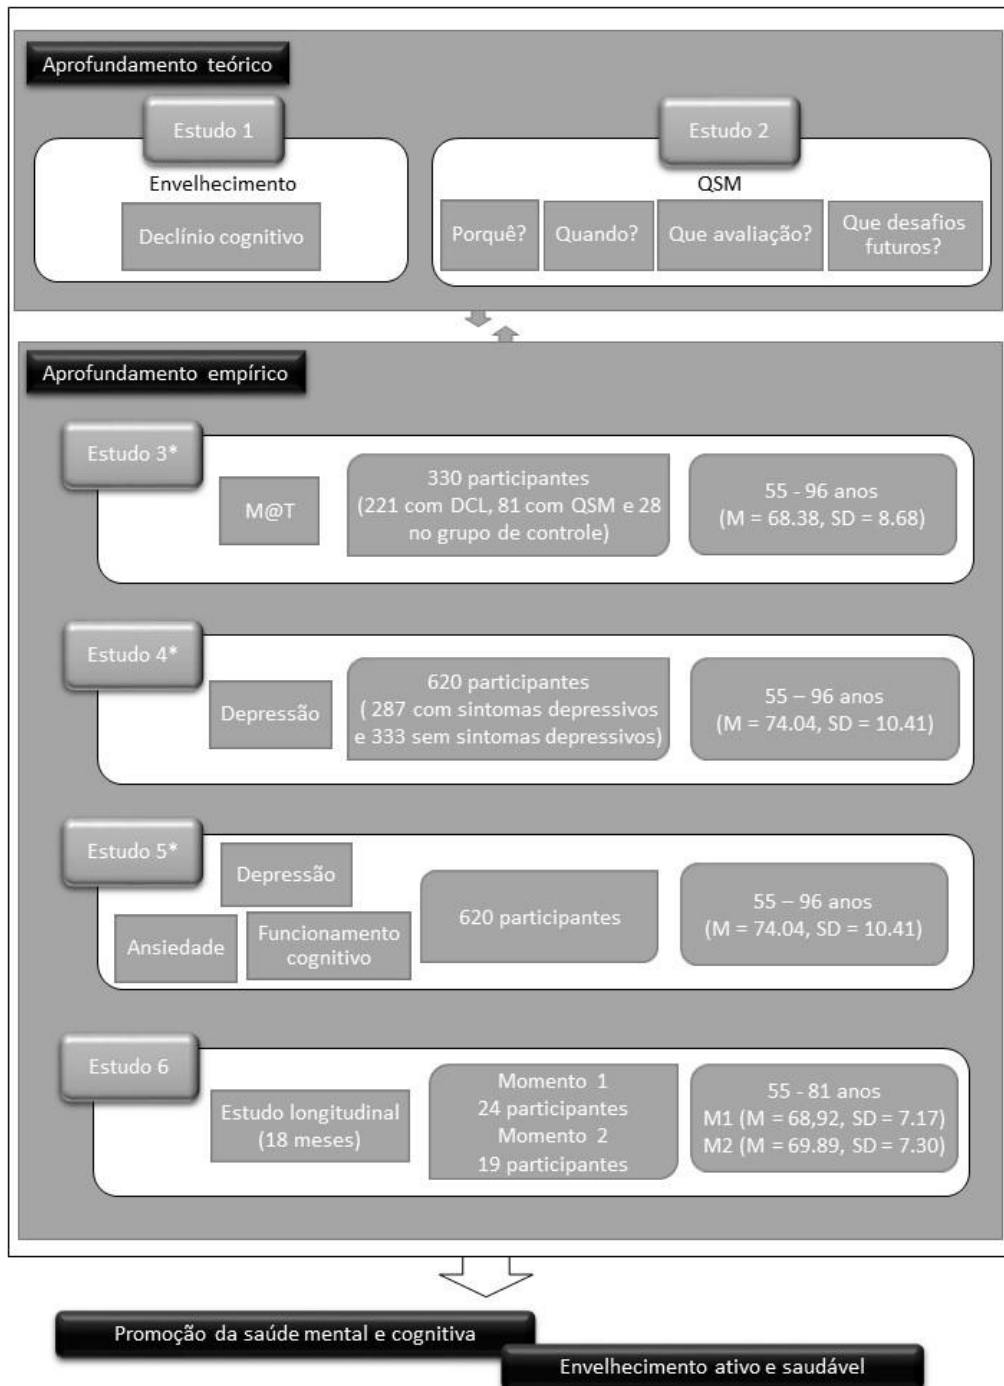 Aprofundamento teórico
Estudo 1
Envelhecimento
Declínio cognitivo
Estudo 2
QSM
Porquê?
Quando?
Que avaliação?
Que desafios
futuros?
Aprofundamento empírico
Estudo 3*
M@T
330 participantes
(221 com DCL, 81 com QSM e 28
no grupo de controle)
55 - 96 anos
(M = 68.38, SD = 8.68)
Estudo 4*
Depressão
620 participantes
( 287 com sintomas depressivos
e 333 sem sintomas depressivos)
55 – 96 anos
(M = 74.04, SD = 10.41)
Estudo 5*
Depressão
Ansiedade
Funcionamento
cognitivo
620 participantes
55 – 96 anos
(M = 74.04, SD = 10.41)
Estudo 6
Estudo longitudinal
(18 meses)
Momento 1
24 participantes
Momento 2
19 participantes
55 - 81 anos
M1 (M = 68,92, SD = 7.17)
M2 (M = 69.89, SD = 7.30)
Promoção da saúde mental e cognitiva
Envelhecimento ativo e saudável